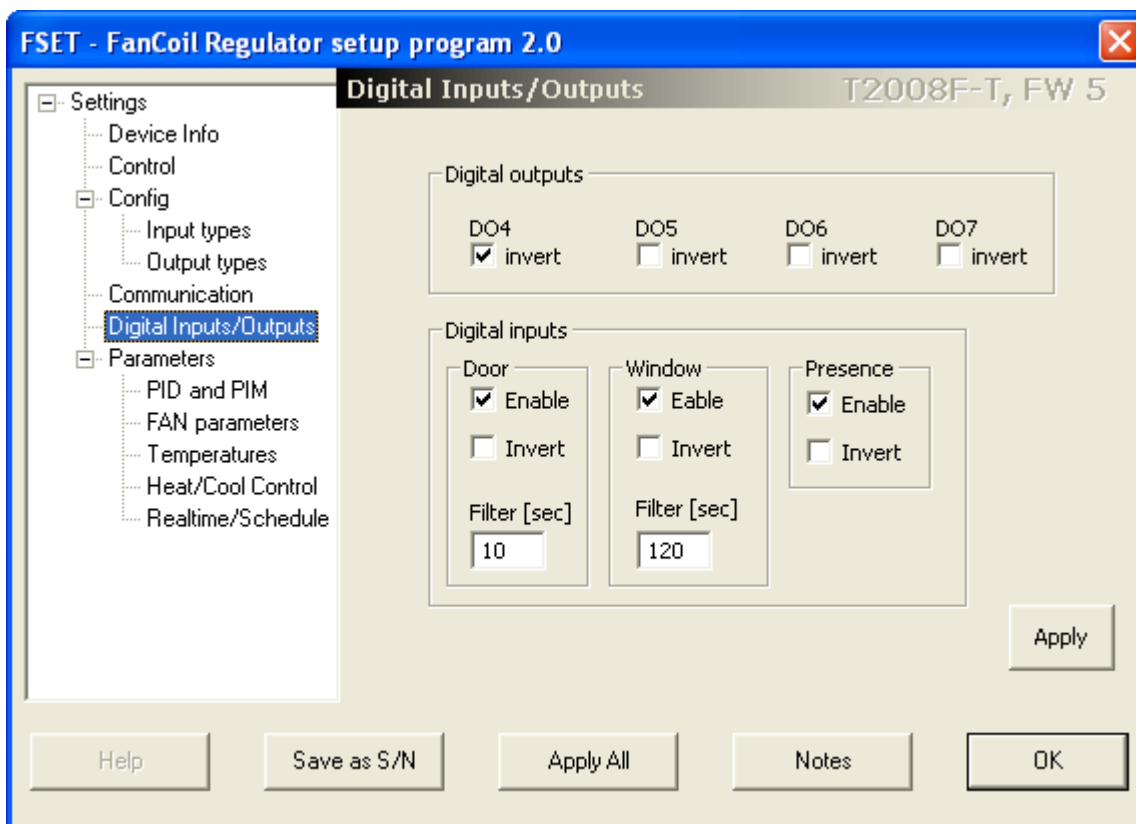 FSET - FanCoil Regulator setup program 2.0
Settings
Device Info
Control
Config
Input types
Output types
Communication
Digital Inputs/Outputs
Parameters
PID and PIM
FAN parameters
Temperatures
Heat/Cool Control
Realtime/Schedule
Digital Inputs/Outputs T2008F-T, FW 5
Digital outputs
DO4 DO5 DO6 DO7
invert invert invert invert
Digital inputs
Door Window Presence
Enable Eable Enable
Invert Invert Invert
Filter [sec] Filter [sec]
10 120
Apply
Help Save as S/N Apply All Notes OK